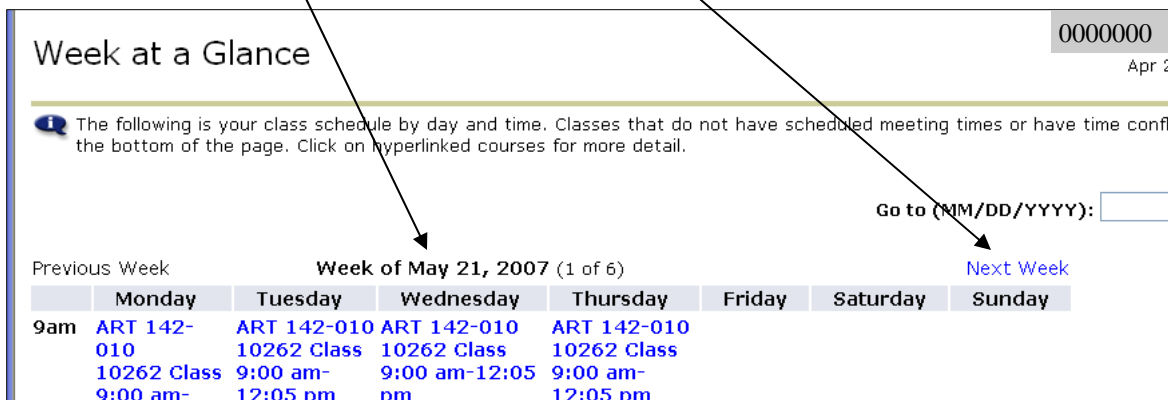 Week at a Glance
0000000
Apr 2
The following is your class schedule by day and time. Classes that do not have scheduled meeting times or have time confl
the bottom of the page. Click on hyperlinked courses for more detail.
Go to (MM/DD/YYYY):
Previous Week Week of May 21, 2007 (1 of 6) Next Week
Monday Tuesday Wednesday Thursday Friday Saturday Sunday
9am ART 142- ART 142-010 ART 142-010 ART 142-010
010 10262 Class 10262 Class 10262 Class
10262 Class 9:00 am- 9:00 am-12:05 9:00 am-
9:00 am- 12:05 pm pm 12:05 pm